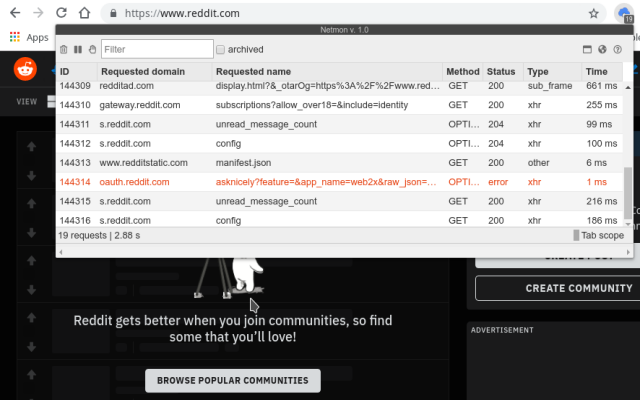 https://www.reddit.com
19
Apps
Netmon v. 1.0
Filter
archived
ID Requested domain Requested name Method Status Type Time
144309 redditad.com display.html?&_otarOg=https%3A%2F%2Fwww.red... GET 200 sub_frame 661 ms
144310 gateway.reddit.com subscriptions?allow_over18=&include=identity GET 200 xhr 255 ms
144311 s.reddit.com unread_message_count OPTI... 204 xhr 99 ms
144312 s.reddit.com config OPTI... 204 xhr 100 ms
144313 www.redditstatic.com manifest.json GET 200 other 6 ms
144314 oauth.reddit.com asknicely?feature=&app_name=web2x&raw_json=... OPTI... error xhr 1 ms
144315 s.reddit.com unread_message_count GET 200 xhr 216 ms
144316 s.reddit.com config GET 200 xhr 186 ms
19 requests | 2.88 s Tab scope
VIEW
CREATE POST
CREATE COMMUNITY
Reddit gets better when you join communities, so find
some that you'll love!
ADVERTISEMENT
BROWSE POPULAR COMMUNITIES